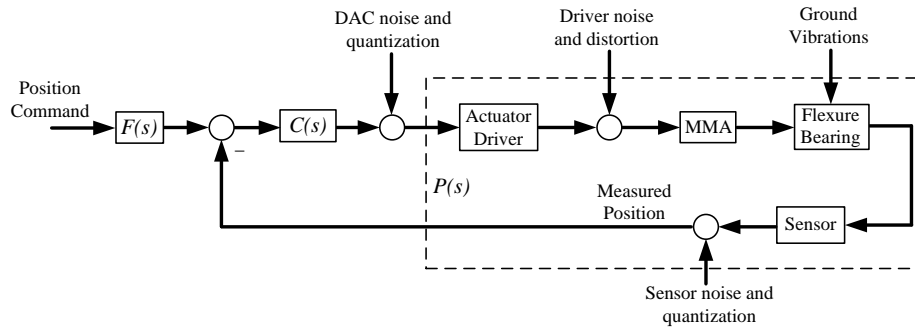 DAC noise and
quantization
Driver noise
and distortion
Ground
Vibrations
Position
Command
F(s)
C(s)
Actuator
Driver
MMA
Flexure
Bearing
–
P(s)
Measured
Position
Sensor
Sensor noise and
quantization